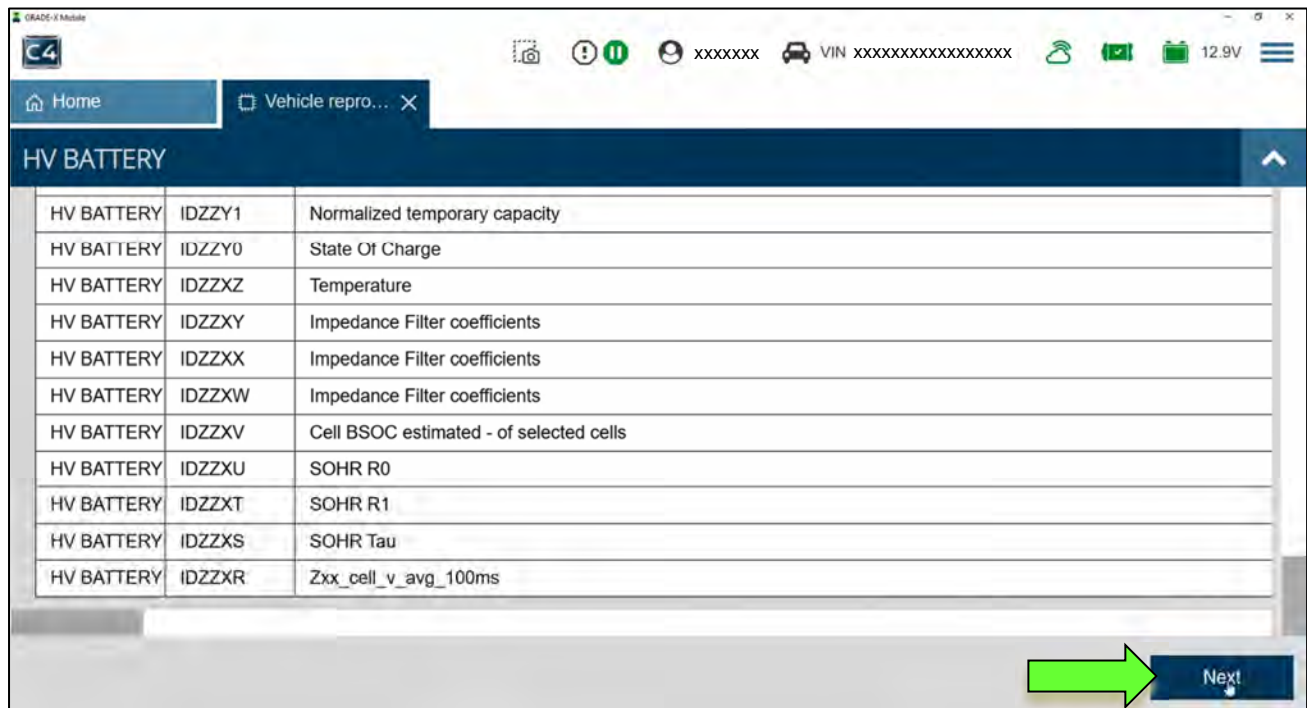 GRADE-X Mobile
C4 xxxxxxx VIN xxxxxxxxxxxxxxxxx 12.9V
Home Vehicle repro...
HV BATTERY
HV BATTERY IDZZY1 Normalized temporary capacity
HV BATTERY IDZZY0 State Of Charge
HV BATTERY IDZZXZ Temperature
HV BATTERY IDZZXY Impedance Filter coefficients
HV BATTERY IDZZXX Impedance Filter coefficients
HV BATTERY IDZZXW Impedance Filter coefficients
HV BATTERY IDZZXV Cell BSOC estimated - of selected cells
HV BATTERY IDZZXU SOHR R0
HV BATTERY IDZZXT SOHR R1
HV BATTERY IDZZXS SOHR Tau
HV BATTERY IDZZXR Zxx_cell_v_avg_100ms
Next